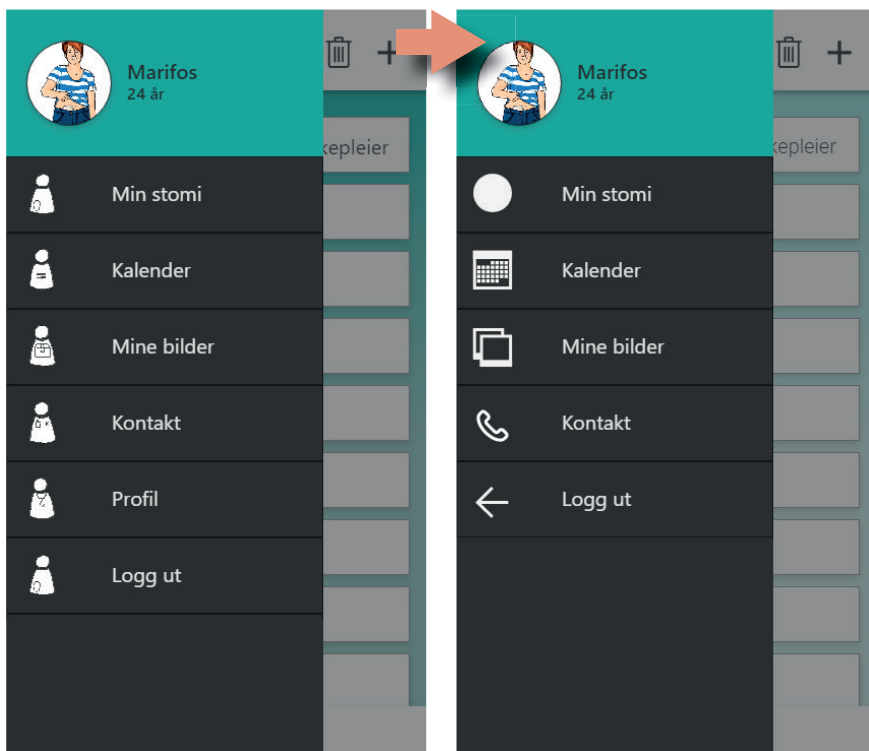 Marifos
24 år
kepleier
Min stomi
Kalender
Mine bilder
Kontakt
Profil
Logg ut
Marifos
24 år
kepleier
Min stomi
Kalender
Mine bilder
Kontakt
Logg ut